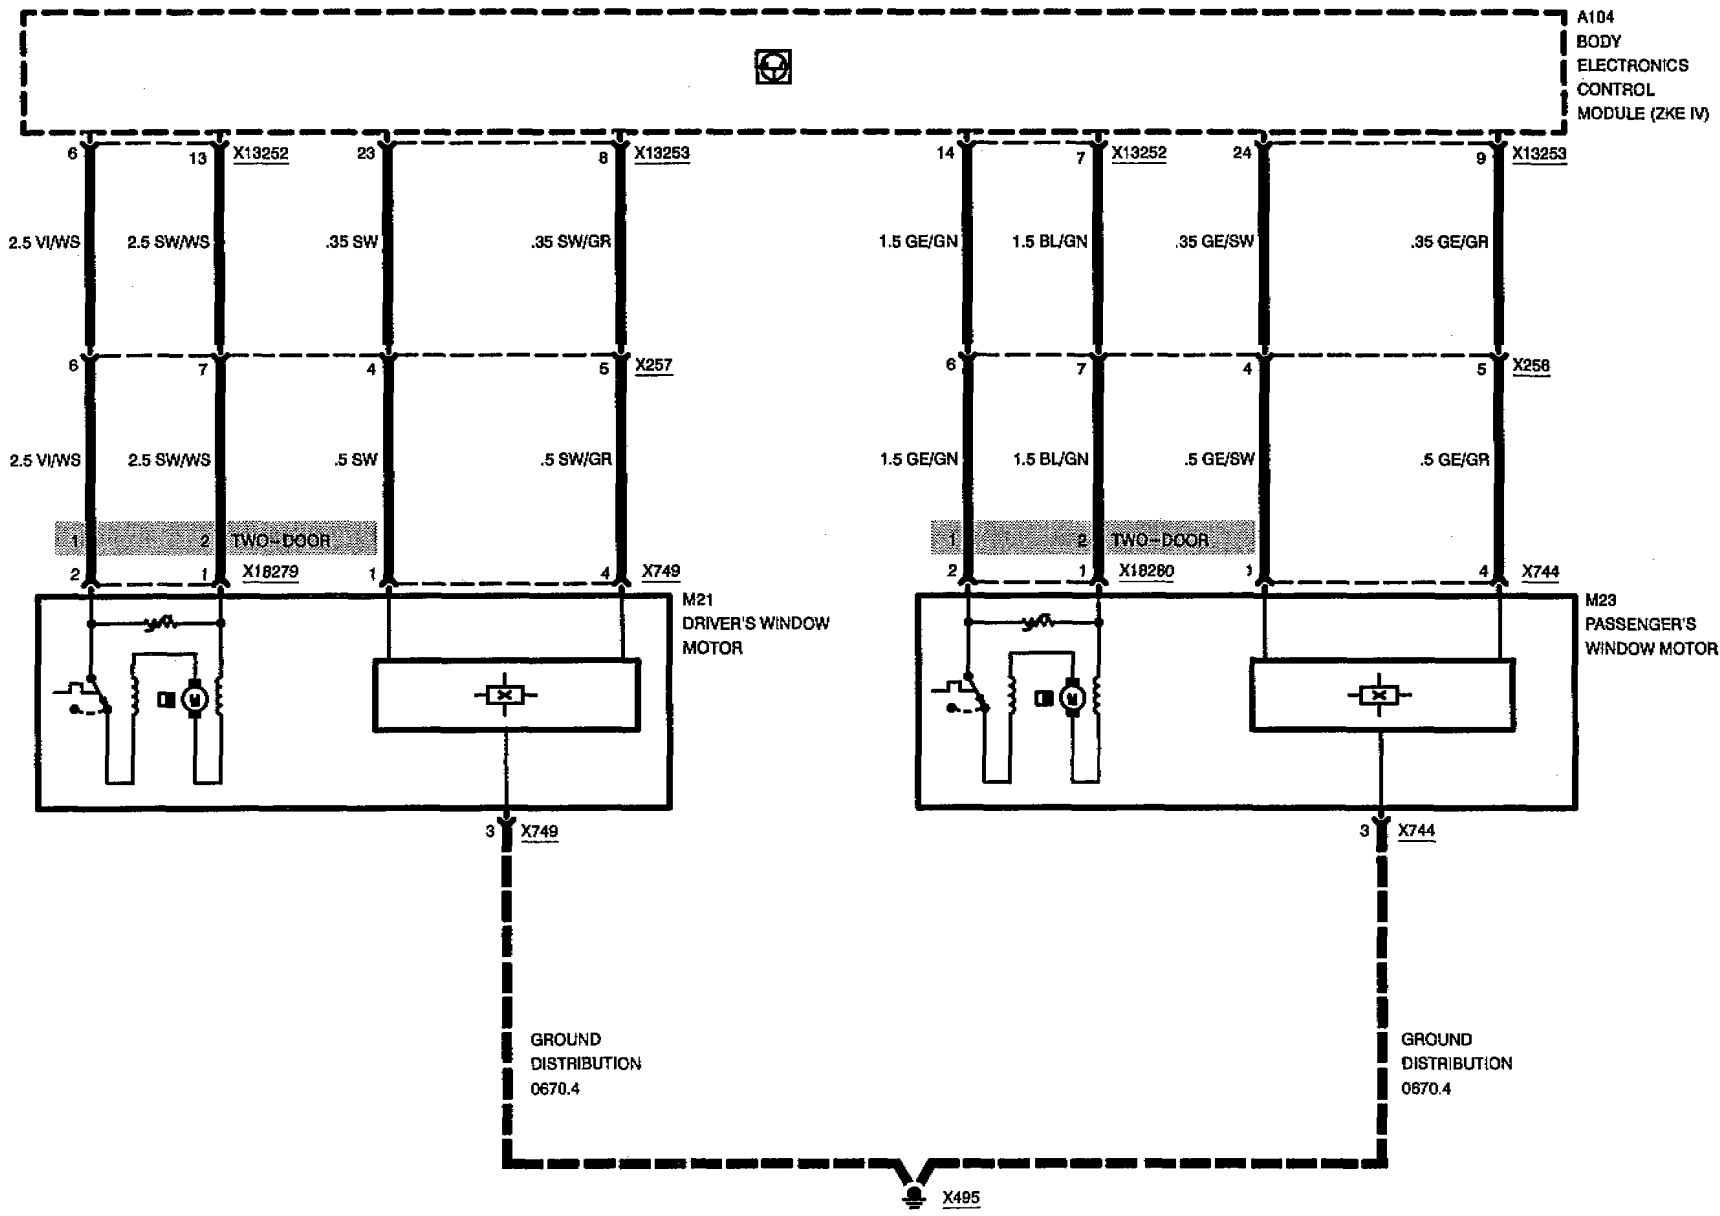 A104
BODY
ELECTRONICS
CONTROL
MODULE (ZKE IV)
6 13 X13252 23 8 X13253 14 7 X13252 24 9 X13253
2.5 VI/WS 2.5 SW/WS .35 SW .35 SW/GR 1.5 GE/GN 1.5 BL/GN .35 GE/SW .35 GE/GR
6 7 4 5 X257 6 7 4 5 X256
2.5 VI/WS 2.5 SW/WS .5 SW .5 SW/GR 1.5 GE/GN 1.5 BL/GN .5 GE/SW .5 GE/GR
1 2 TWO-DOOR 1 2 TWO-DOOR
2 1 X18279 1 4 X749 2 1 X18280 1 4 X744
M21
DRIVER'S WINDOW
MOTOR
M23
PASSENGER'S
WINDOW MOTOR
M M
3 X749 3 X744
GROUND
DISTRIBUTION
0670.4
GROUND
DISTRIBUTION
0670.4
X495